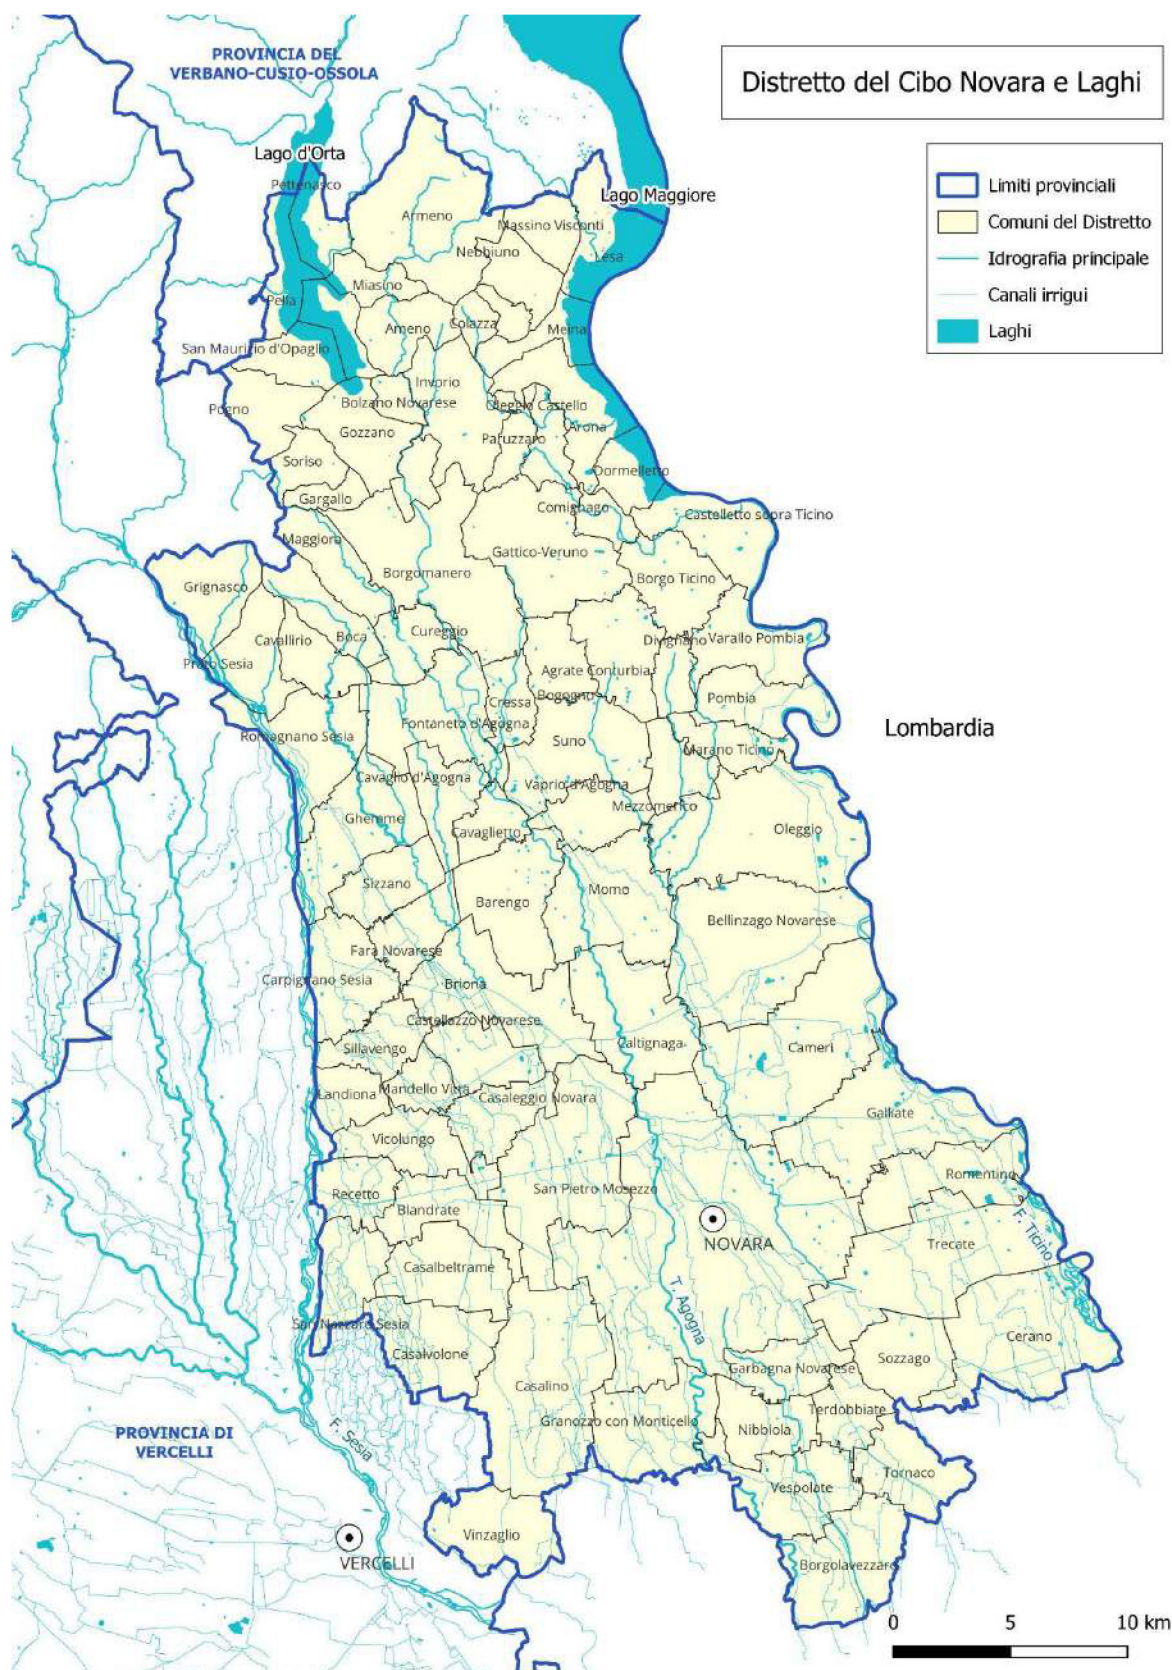 PROVINCIA DEL
VERBANO-CUSIO-OSSOLA
Distretto del Cibo Novara e Laghi
Limiti provinciali
Comuni del Distretto
Idrografia principale
Canali irrigui
Laghi
Lago d'Orta
Pettenasco
Lago Maggiore
Armeno
Massino Visconti
Nebbiuno
Lesa
Miasino
Pella
Ameno
Colazza
Meina
San Maurizio d'Opaglio
Invorio
Pogno
Bolzano Novarese
Oleggio Castello
Gozzano
Paruzzaro
Arona
Soriso
Dormelletto
Gargallo
Comignago
Castelletto sopra Ticino
Maggiora
Gattico-Veruno
Borgomanero
Borgo Ticino
Grignasco
Cavallirio
Boca
Cureggio
Divignano
Varallo Pombia
Prato Sesia
Agrate Conturbia
Bogogno
Cressa
Pombia
Fontaneto d'Agogna
Lombardia
Romagnano Sesia
Suno
Marano Ticino
Cavaglio d'Agogna
Vaprio d'Agogna
Mezzomerico
Ghemme
Cavaglietto
Oleggio
Sizzano
Momo
Barengo
Bellinzago Novarese
Fara Novarese
Carpignano Sesia
Briona
Castellazzo Novarese
Sillavengo
Caltignaga
Cameri
Landiona
Mandello Vitta
Casaleggio Novara
Galliate
Vicolungo
Romentino
Recetto
San Pietro Mosezzo
Blandrate
NOVARA
F. Ticino
Trecate
Casalbeltrame
T. Agogna
San Nazzaro Sesia
Casalvolone
Cerano
Sozzago
Garbagna Novarese
Casalino
Terdobbiate
Granozzo con Monticello
Nibbiola
PROVINCIA DI
VERCELLI
F. Sesia
Tornaco
Vespolate
Vinzaglio
VERCELLI
Borgolavezzaro
0 5 10 km